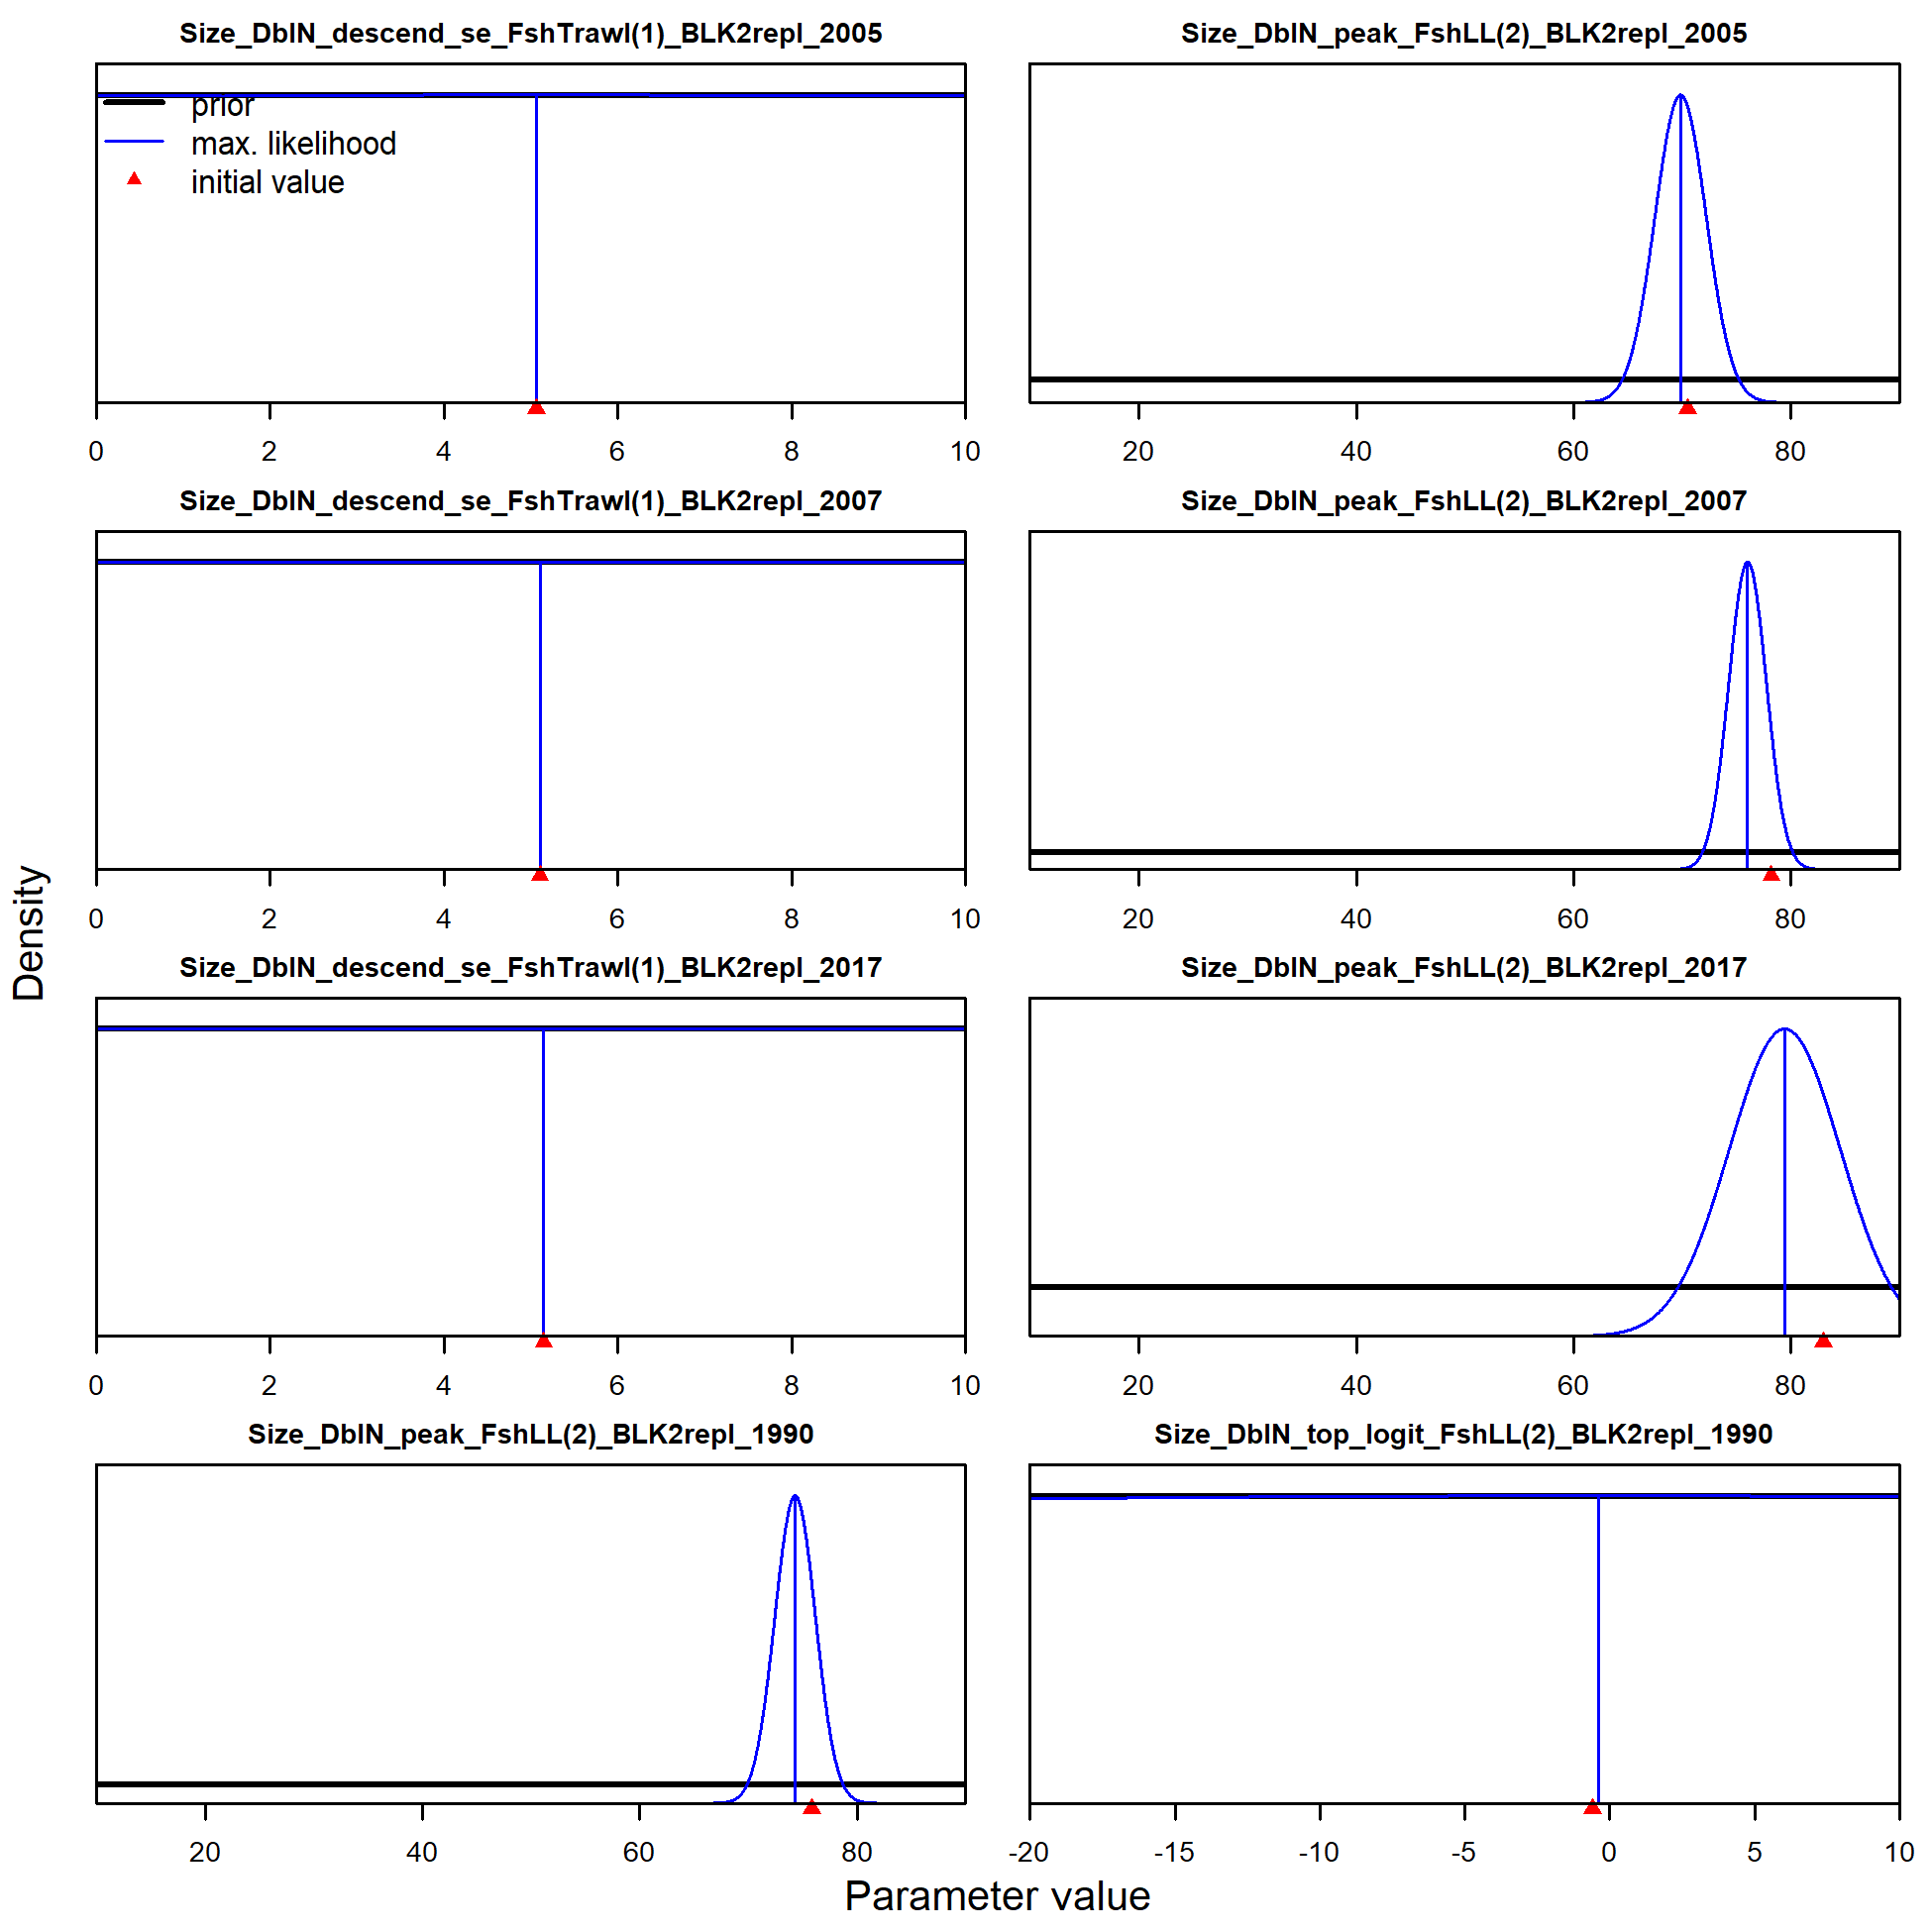 Size_DblN_descend_se_FshTrawl(1)_BLK2repl_2005
prior
max. likelihood
initial value
0 2 4 6 8 10
Size_DblN_peak_FshLL(2)_BLK2repl_2005
20 40 60 80
Size_DblN_descend_se_FshTrawl(1)_BLK2repl_2007
0 2 4 6 8 10
Size_DblN_peak_FshLL(2)_BLK2repl_2007
20 40 60 80
Size_DblN_descend_se_FshTrawl(1)_BLK2repl_2017
0 2 4 6 8 10
Size_DblN_peak_FshLL(2)_BLK2repl_2017
20 40 60 80
Size_DblN_peak_FshLL(2)_BLK2repl_1990
20 40 60 80
Size_DblN_top_logit_FshLL(2)_BLK2repl_1990
-20 -15 -10 -5 0 5 10
Density
Parameter value